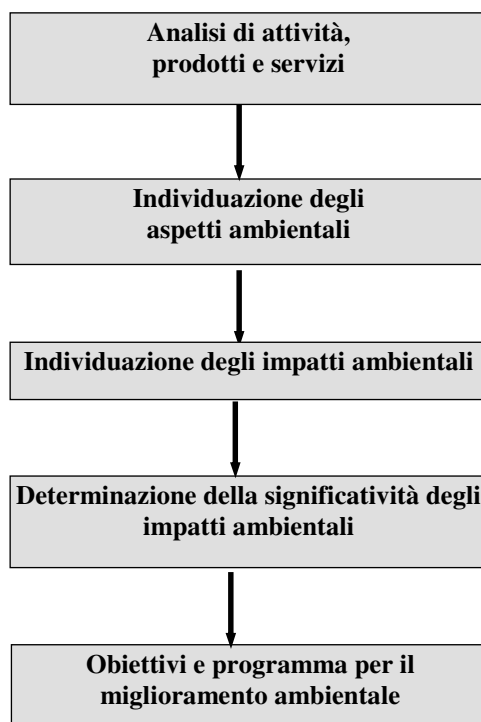 Analisi di attività,
prodotti e servizi
Individuazione degli
aspetti ambientali
Individuazione degli impatti ambientali
Determinazione della significatività degli
impatti ambientali
Obiettivi e programma per il
miglioramento ambientale